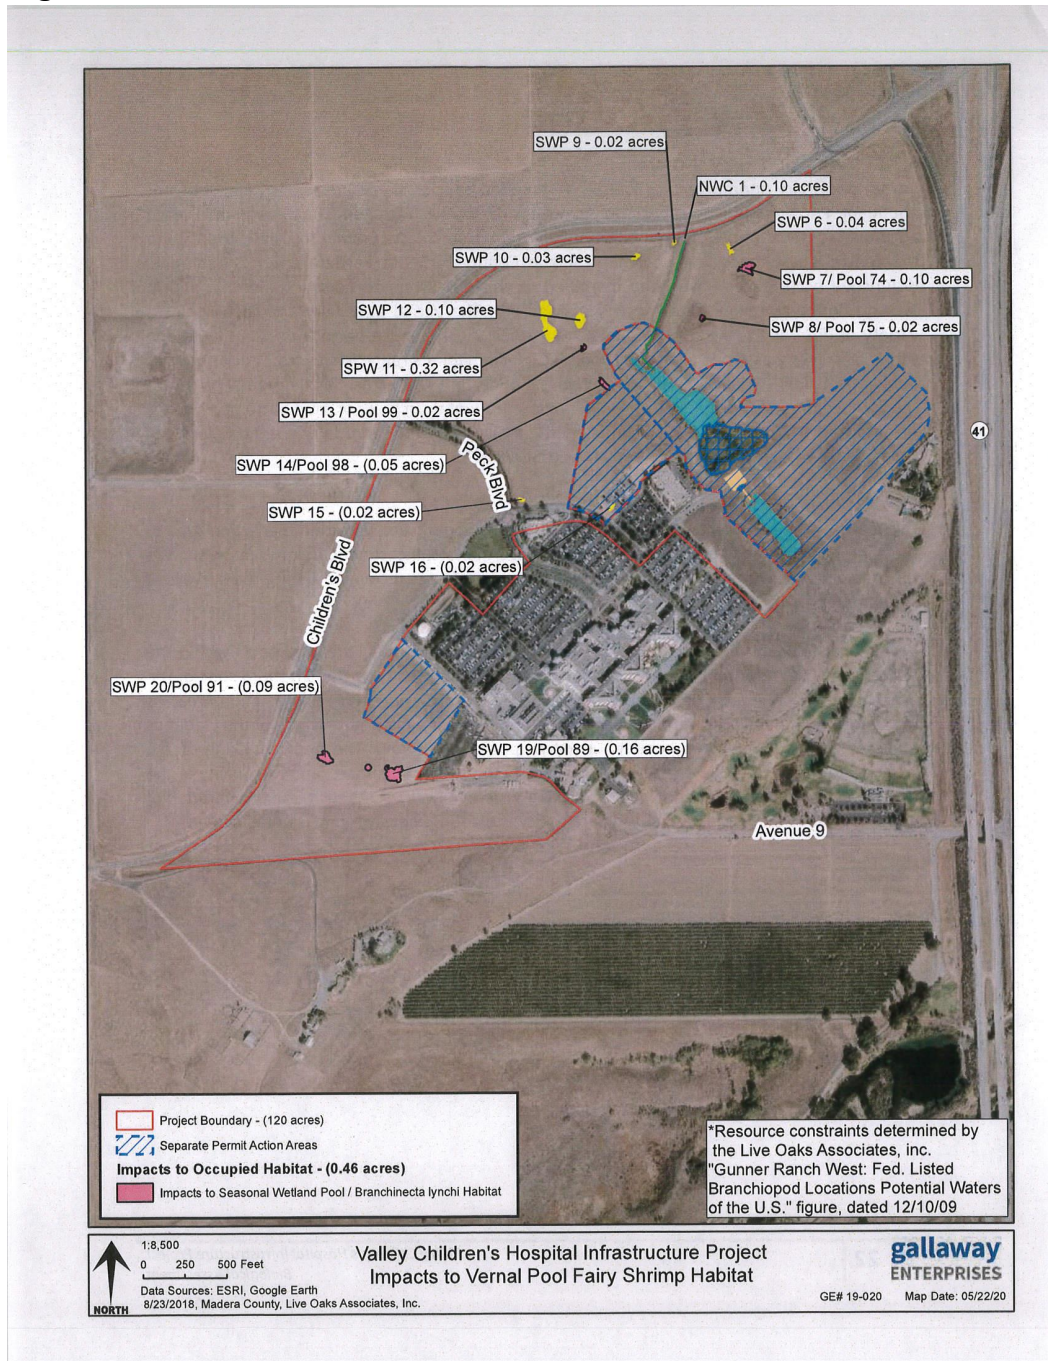 SWP 9 - 0.02 acres
NWC 1 - 0.10 acres
SWP 6 - 0.04 acres
SWP 10 - 0.03 acres
SWP 7/ Pool 74 - 0.10 acres
SWP 12 - 0.10 acres
SWP 8/ Pool 75 - 0.02 acres
SPW 11 - 0.32 acres
SWP 13 / Pool 99 - 0.02 acres
41
SWP 14/Pool 98 - (0.05 acres)
Peck Blvd
SWP 15 - (0.02 acres)
SWP 16 - (0.02 acres)
Children's Blvd
SWP 20/Pool 91 - (0.09 acres)
SWP 19/Pool 89 - (0.16 acres)
Avenue 9
Project Boundary - (120 acres)
Separate Permit Action Areas
Impacts to Occupied Habitat - (0.46 acres)
Impacts to Seasonal Wetland Pool / Branchinecta lynchi Habitat
*Resource constraints determined by
the Live Oaks Associates, inc.
"Gunner Ranch West: Fed. Listed
Branchiopod Locations Potential Waters
of the U.S." figure, dated 12/10/09
NORTH
1:8,500
0 250 500 Feet
Data Sources: ESRI, Google Earth
8/23/2018, Madera County, Live Oaks Associates, Inc.
Valley Children's Hospital Infrastructure Project
Impacts to Vernal Pool Fairy Shrimp Habitat
gallaway
ENTERPRISES
GE# 19-020 Map Date: 05/22/20